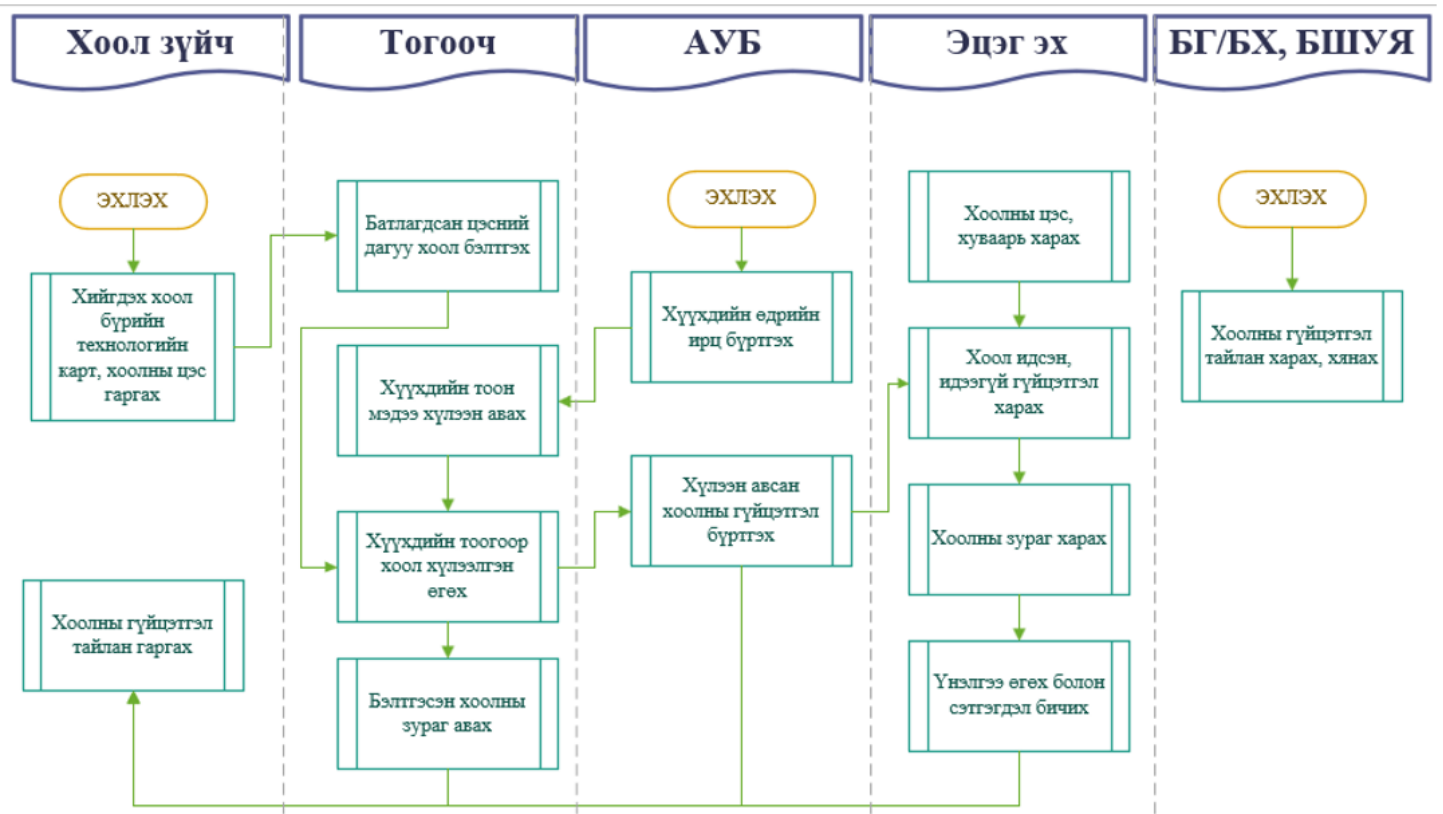 Хоол зүйч
Тогооч
АУБ
Эцэг эх
БГ/БХ, БШУЯ
ЭХЛЭХ
Хийгдэх хоол
бүрийн
технологийн
карт, хоолны цэс
гаргах
Хоолны гүйцэтгэл
тайлан гаргах
Батлагдсан цэсний
дагуу хоол бэлтгэх
Хүүхдийн тоон
мэдээ хүлээн авах
Хүүхдийн тоогоор
хоол хүлээлгэн
өгөх
Бэлтгэсэн хоолны
зураг авах
ЭХЛЭХ
Хүүхдийн өдрийн
ирц бүртгэх
Хүлээн авсан
хоолны гүйцэтгэл
бүртгэх
Хоолны цэс,
хуваарь харах
Хоол идсэн,
идээгүй гүйцэтгэл
харах
Хоолны зураг харах
Үнэлгээ өгөх болон
сэтгэгдэл бичих
ЭХЛЭХ
Хоолны гүйцэтгэл
тайлан харах, хянах